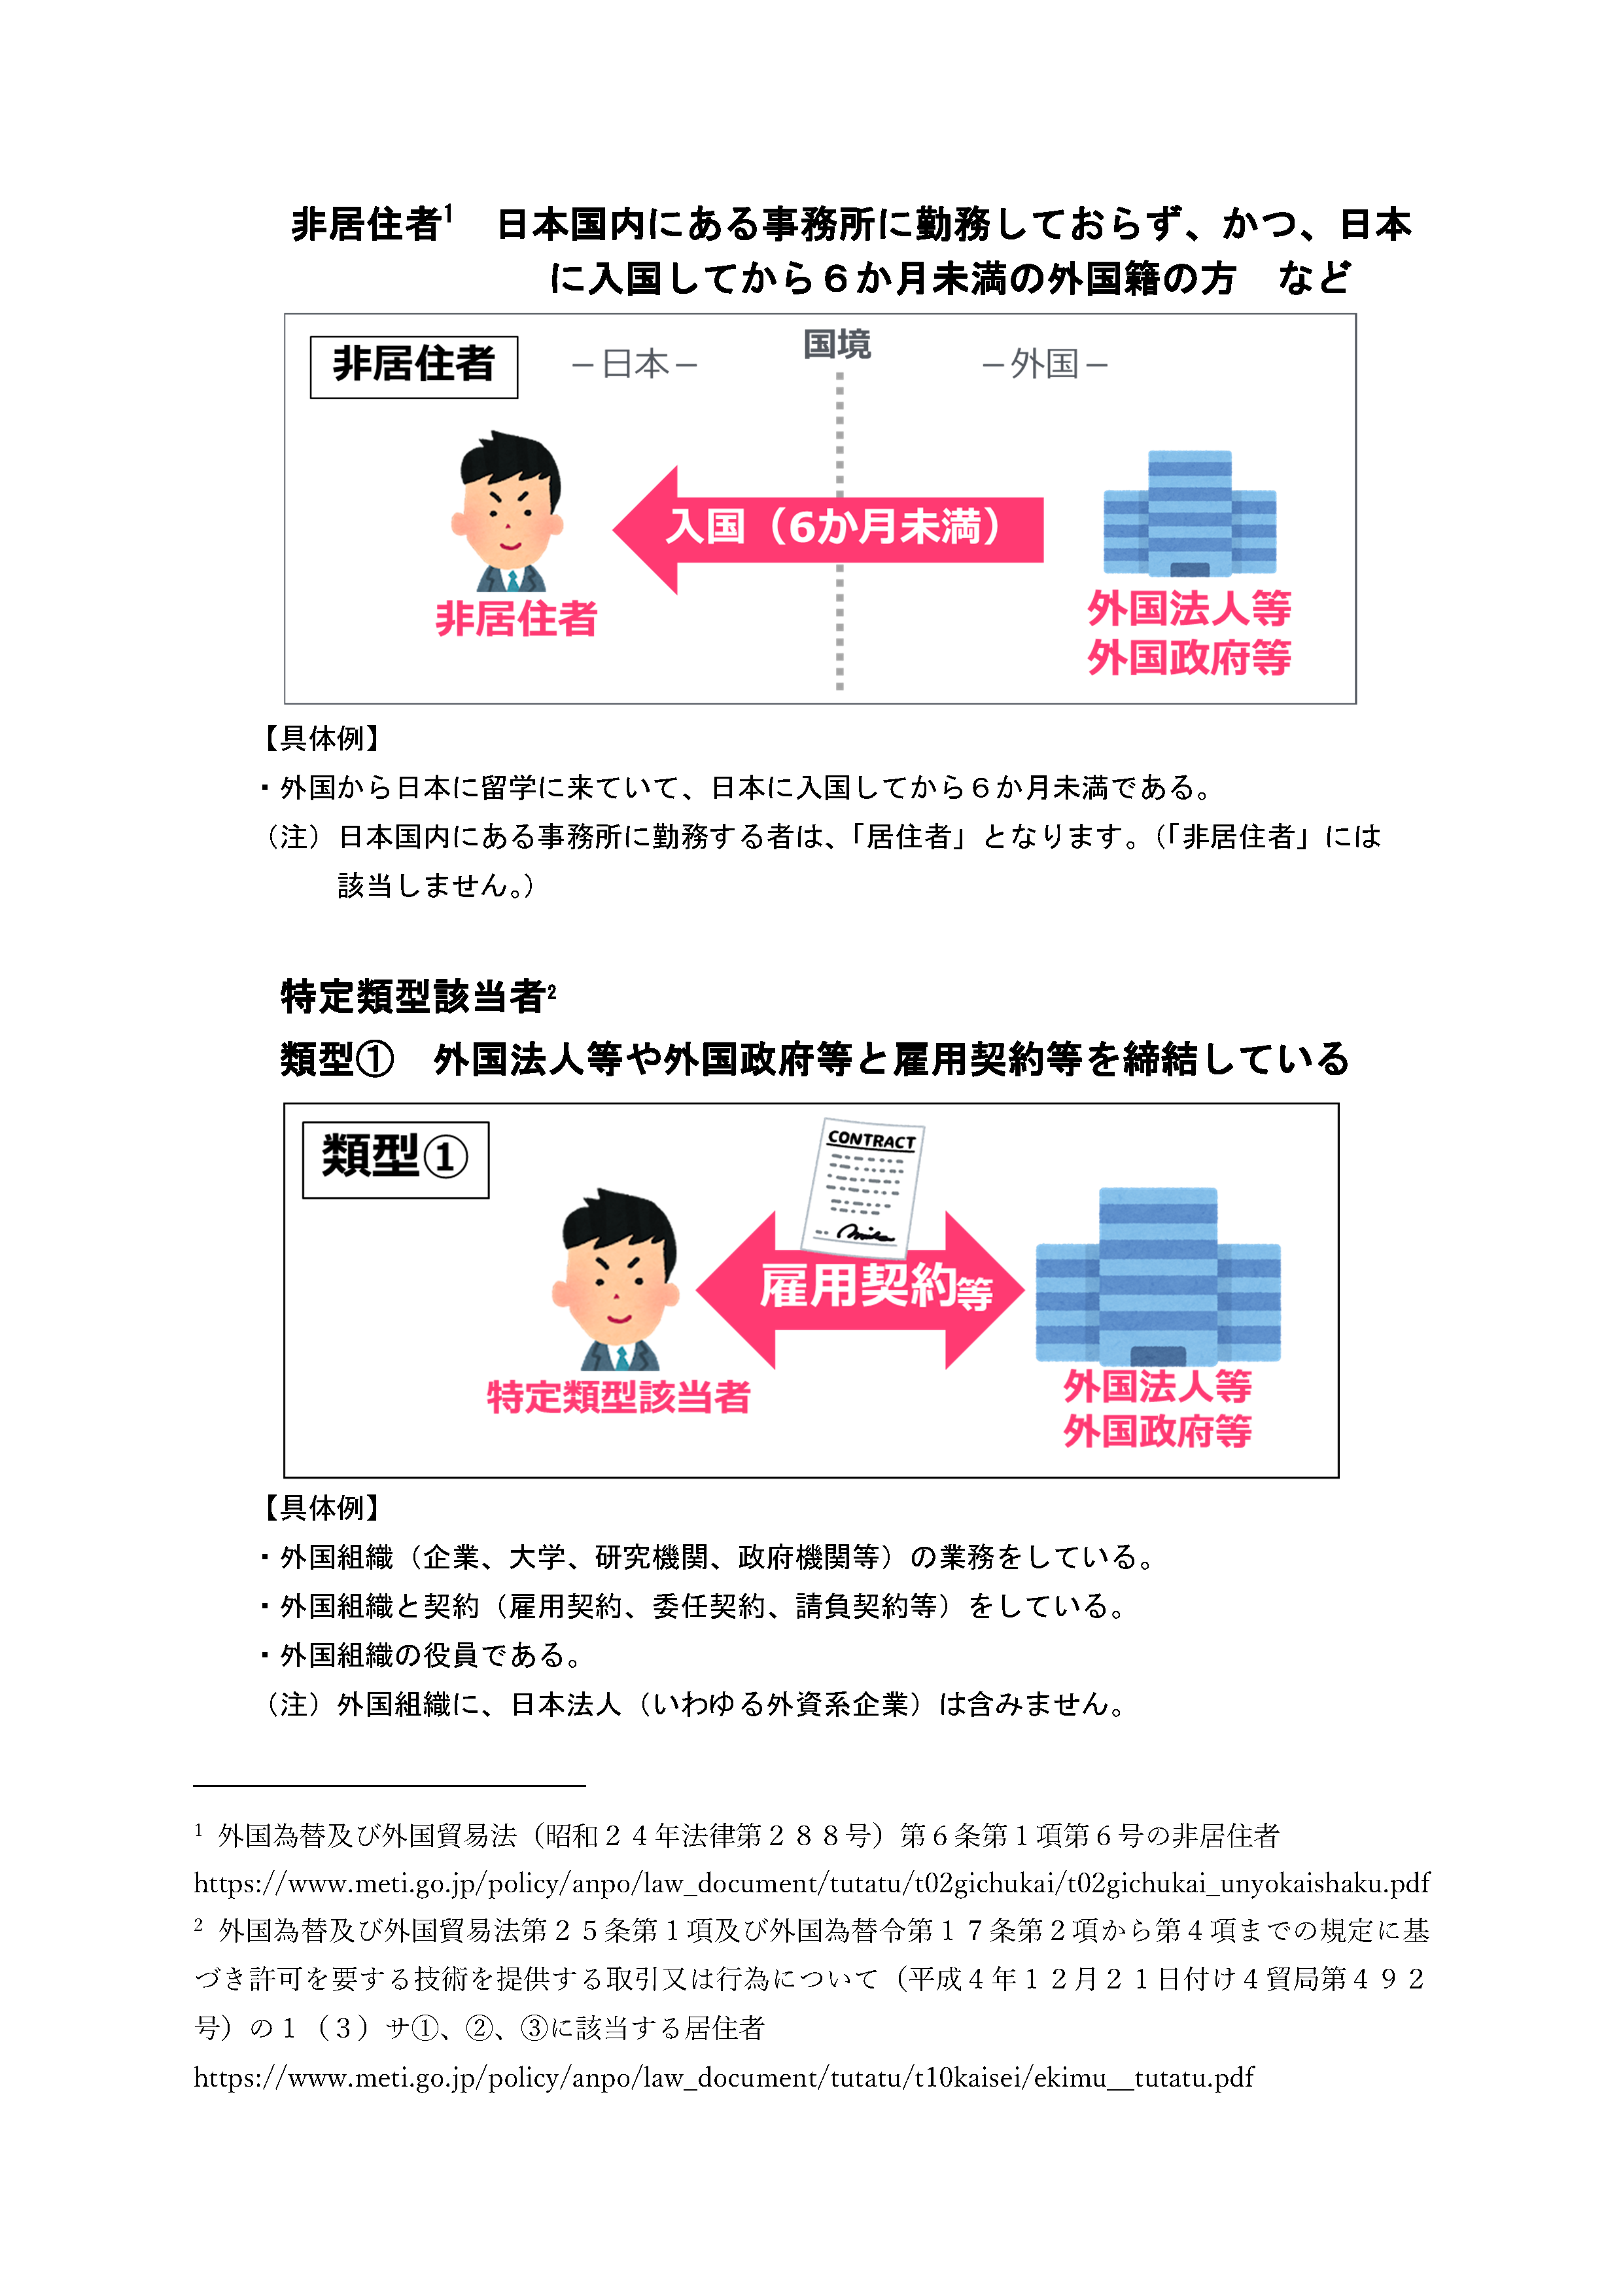 非居住者¹　日本国内にある事務所に勤務しておらず、かつ、日本
に入国してから６か月未満の外国籍の方　など
非居住者
－日本－
国境
－外国－
入国（6か月未満）
非居住者
外国法人等
外国政府等
【具体例】
・外国から日本に留学に来ていて、日本に入国してから６か月未満である。
（注）日本国内にある事務所に勤務する者は、「居住者」となります。（「非居住者」には
該当しません。）
特定類型該当者²
類型①　外国法人等や外国政府等と雇用契約等を締結している
類型①
CONTRACT
雇用契約等
特定類型該当者
外国法人等
外国政府等
【具体例】
・外国組織（企業、大学、研究機関、政府機関等）の業務をしている。
・外国組織と契約（雇用契約、委任契約、請負契約等）をしている。
・外国組織の役員である。
（注）外国組織に、日本法人（いわゆる外資系企業）は含みません。
¹ 外国為替及び外国貿易法（昭和２４年法律第２８８号）第６条第１項第６号の非居住者
https://www.meti.go.jp/policy/anpo/law_document/tutatu/t02gichukai/t02gichukai_unyokaishaku.pdf
² 外国為替及び外国貿易法第２５条第１項及び外国為替令第１７条第２項から第４項までの規定に基
づき許可を要する技術を提供する取引又は行為について（平成４年１２月２１日付け４貿局第４９２
号）の１（３）サ①、②、③に該当する居住者
https://www.meti.go.jp/policy/anpo/law_document/tutatu/t10kaisei/ekimu__tutatu.pdf